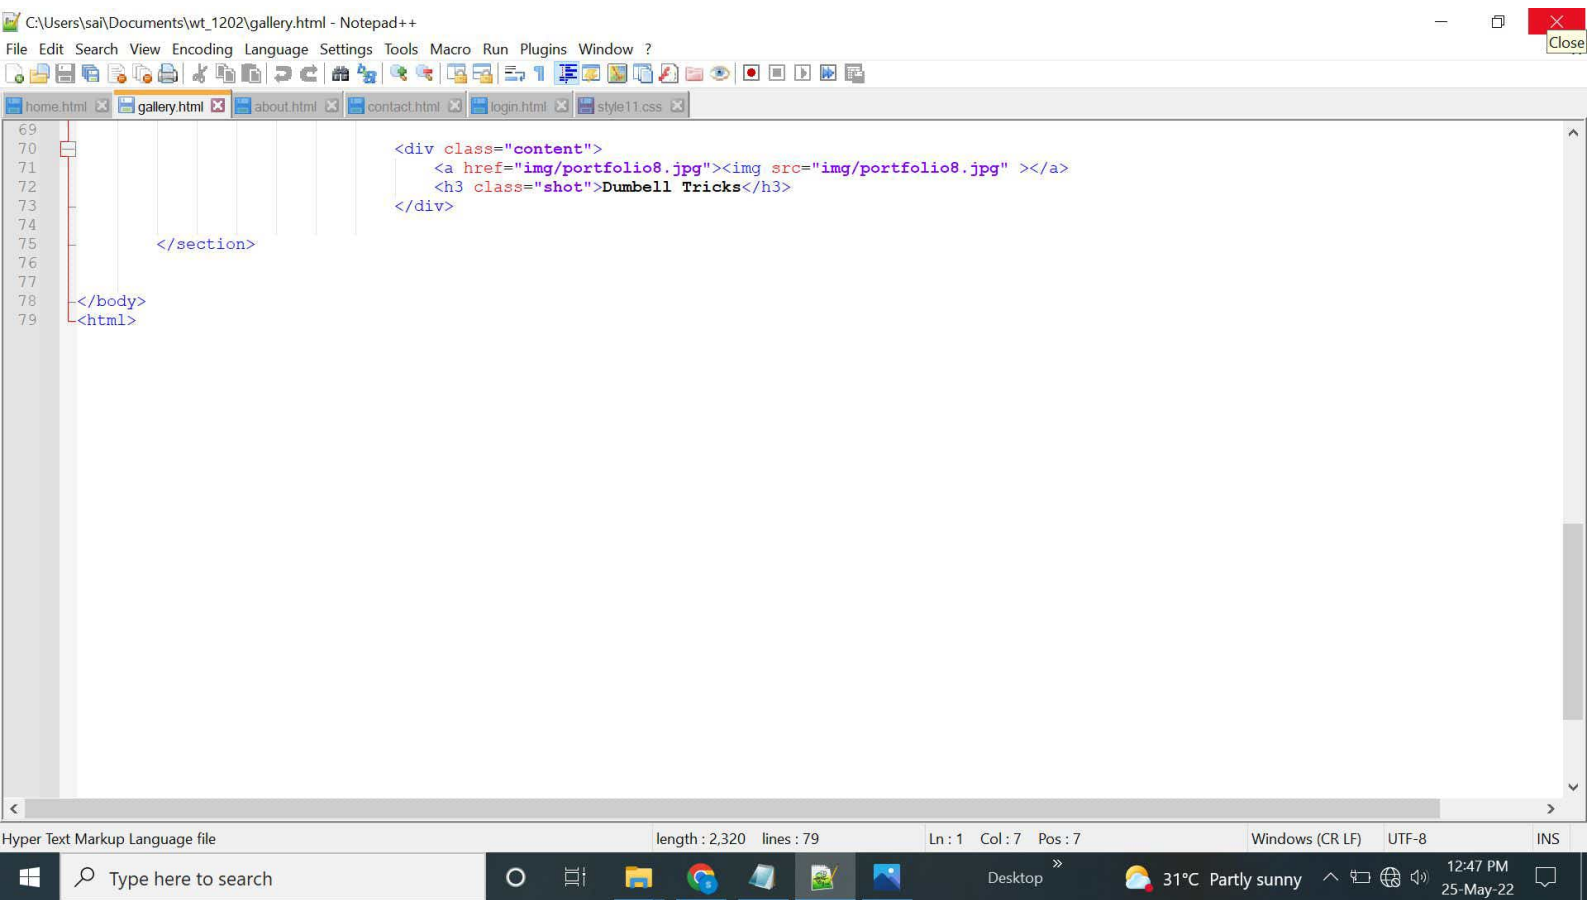 C:\Users\sai\Documents\wt_1202\gallery.html - Notepad++
Close
File Edit Search View Encoding Language Settings Tools Macro Run Plugins Window ?
home.html gallery.html about.html contact.html login.html style11.css
69
70 <div class="content">
71 <a href="img/portfolio8.jpg"><img src="img/portfolio8.jpg" ></a>
72 <h3 class="shot">Dumbell Tricks</h3>
73 </div>
74
75 </section>
76
77
78 </body>
79 <html>
Hyper Text Markup Language file length : 2,320 lines : 79 Ln : 1 Col : 7 Pos : 7 Windows (CR LF) UTF-8 INS
Type here to search Desktop » 31°C Partly sunny 12:47 PM
25-May-22